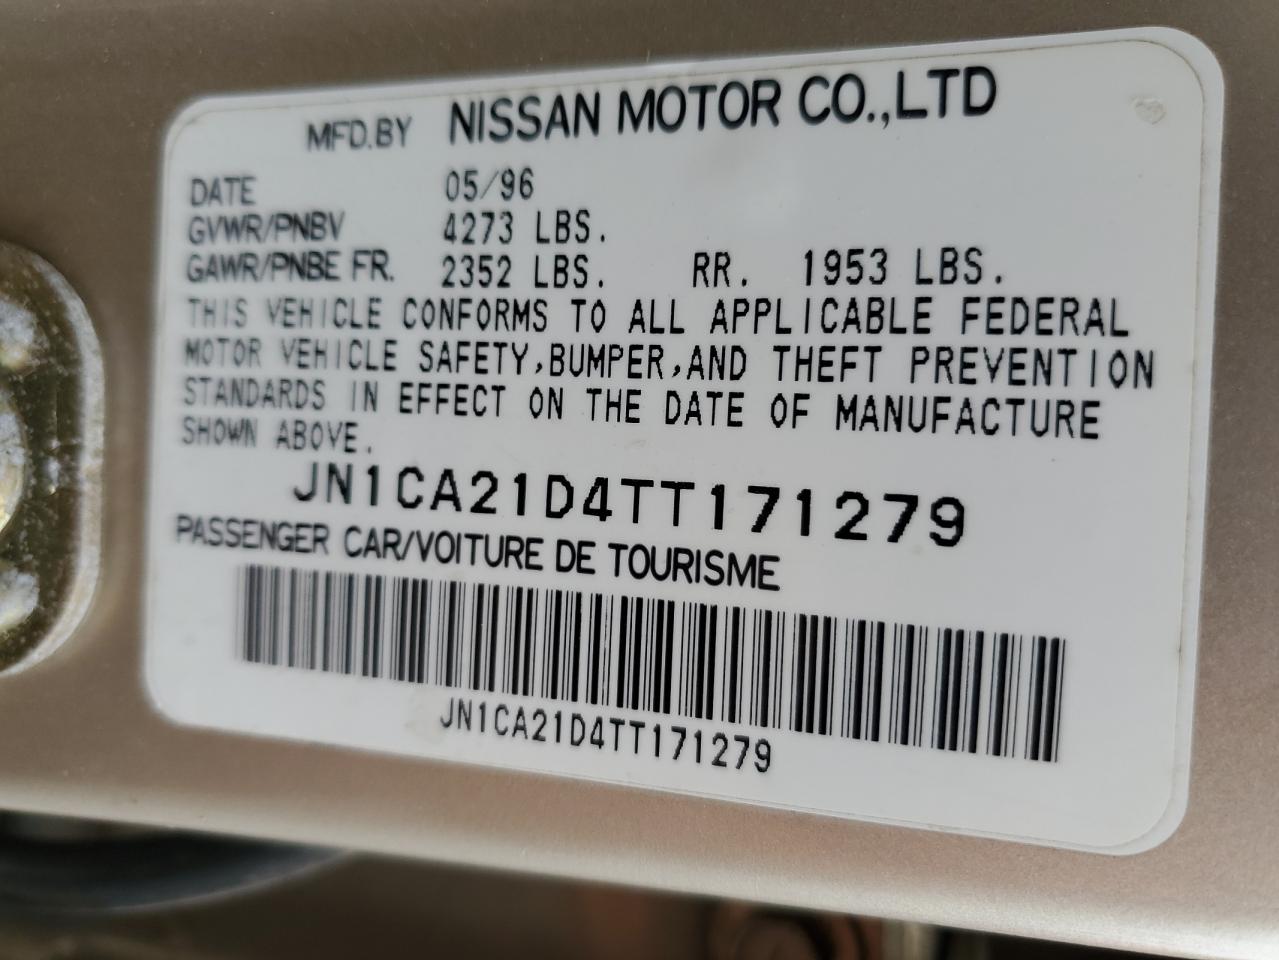 MFD.BY NISSAN MOTOR CO.,LTD
DATE 05/96
GVWR/PNBV 4273 LBS.
GAWR/PNBE FR. 2352 LBS. RR. 1953 LBS.
THIS VEHICLE CONFORMS TO ALL APPLICABLE FEDERAL
MOTOR VEHICLE SAFETY,BUMPER,AND THEFT PREVENTION
STANDARDS IN EFFECT ON THE DATE OF MANUFACTURE
SHOWN ABOVE.
JN1CA21D4TT171279
PASSENGER CAR/VOITURE DE TOURISME
JN1CA21D4TT171279